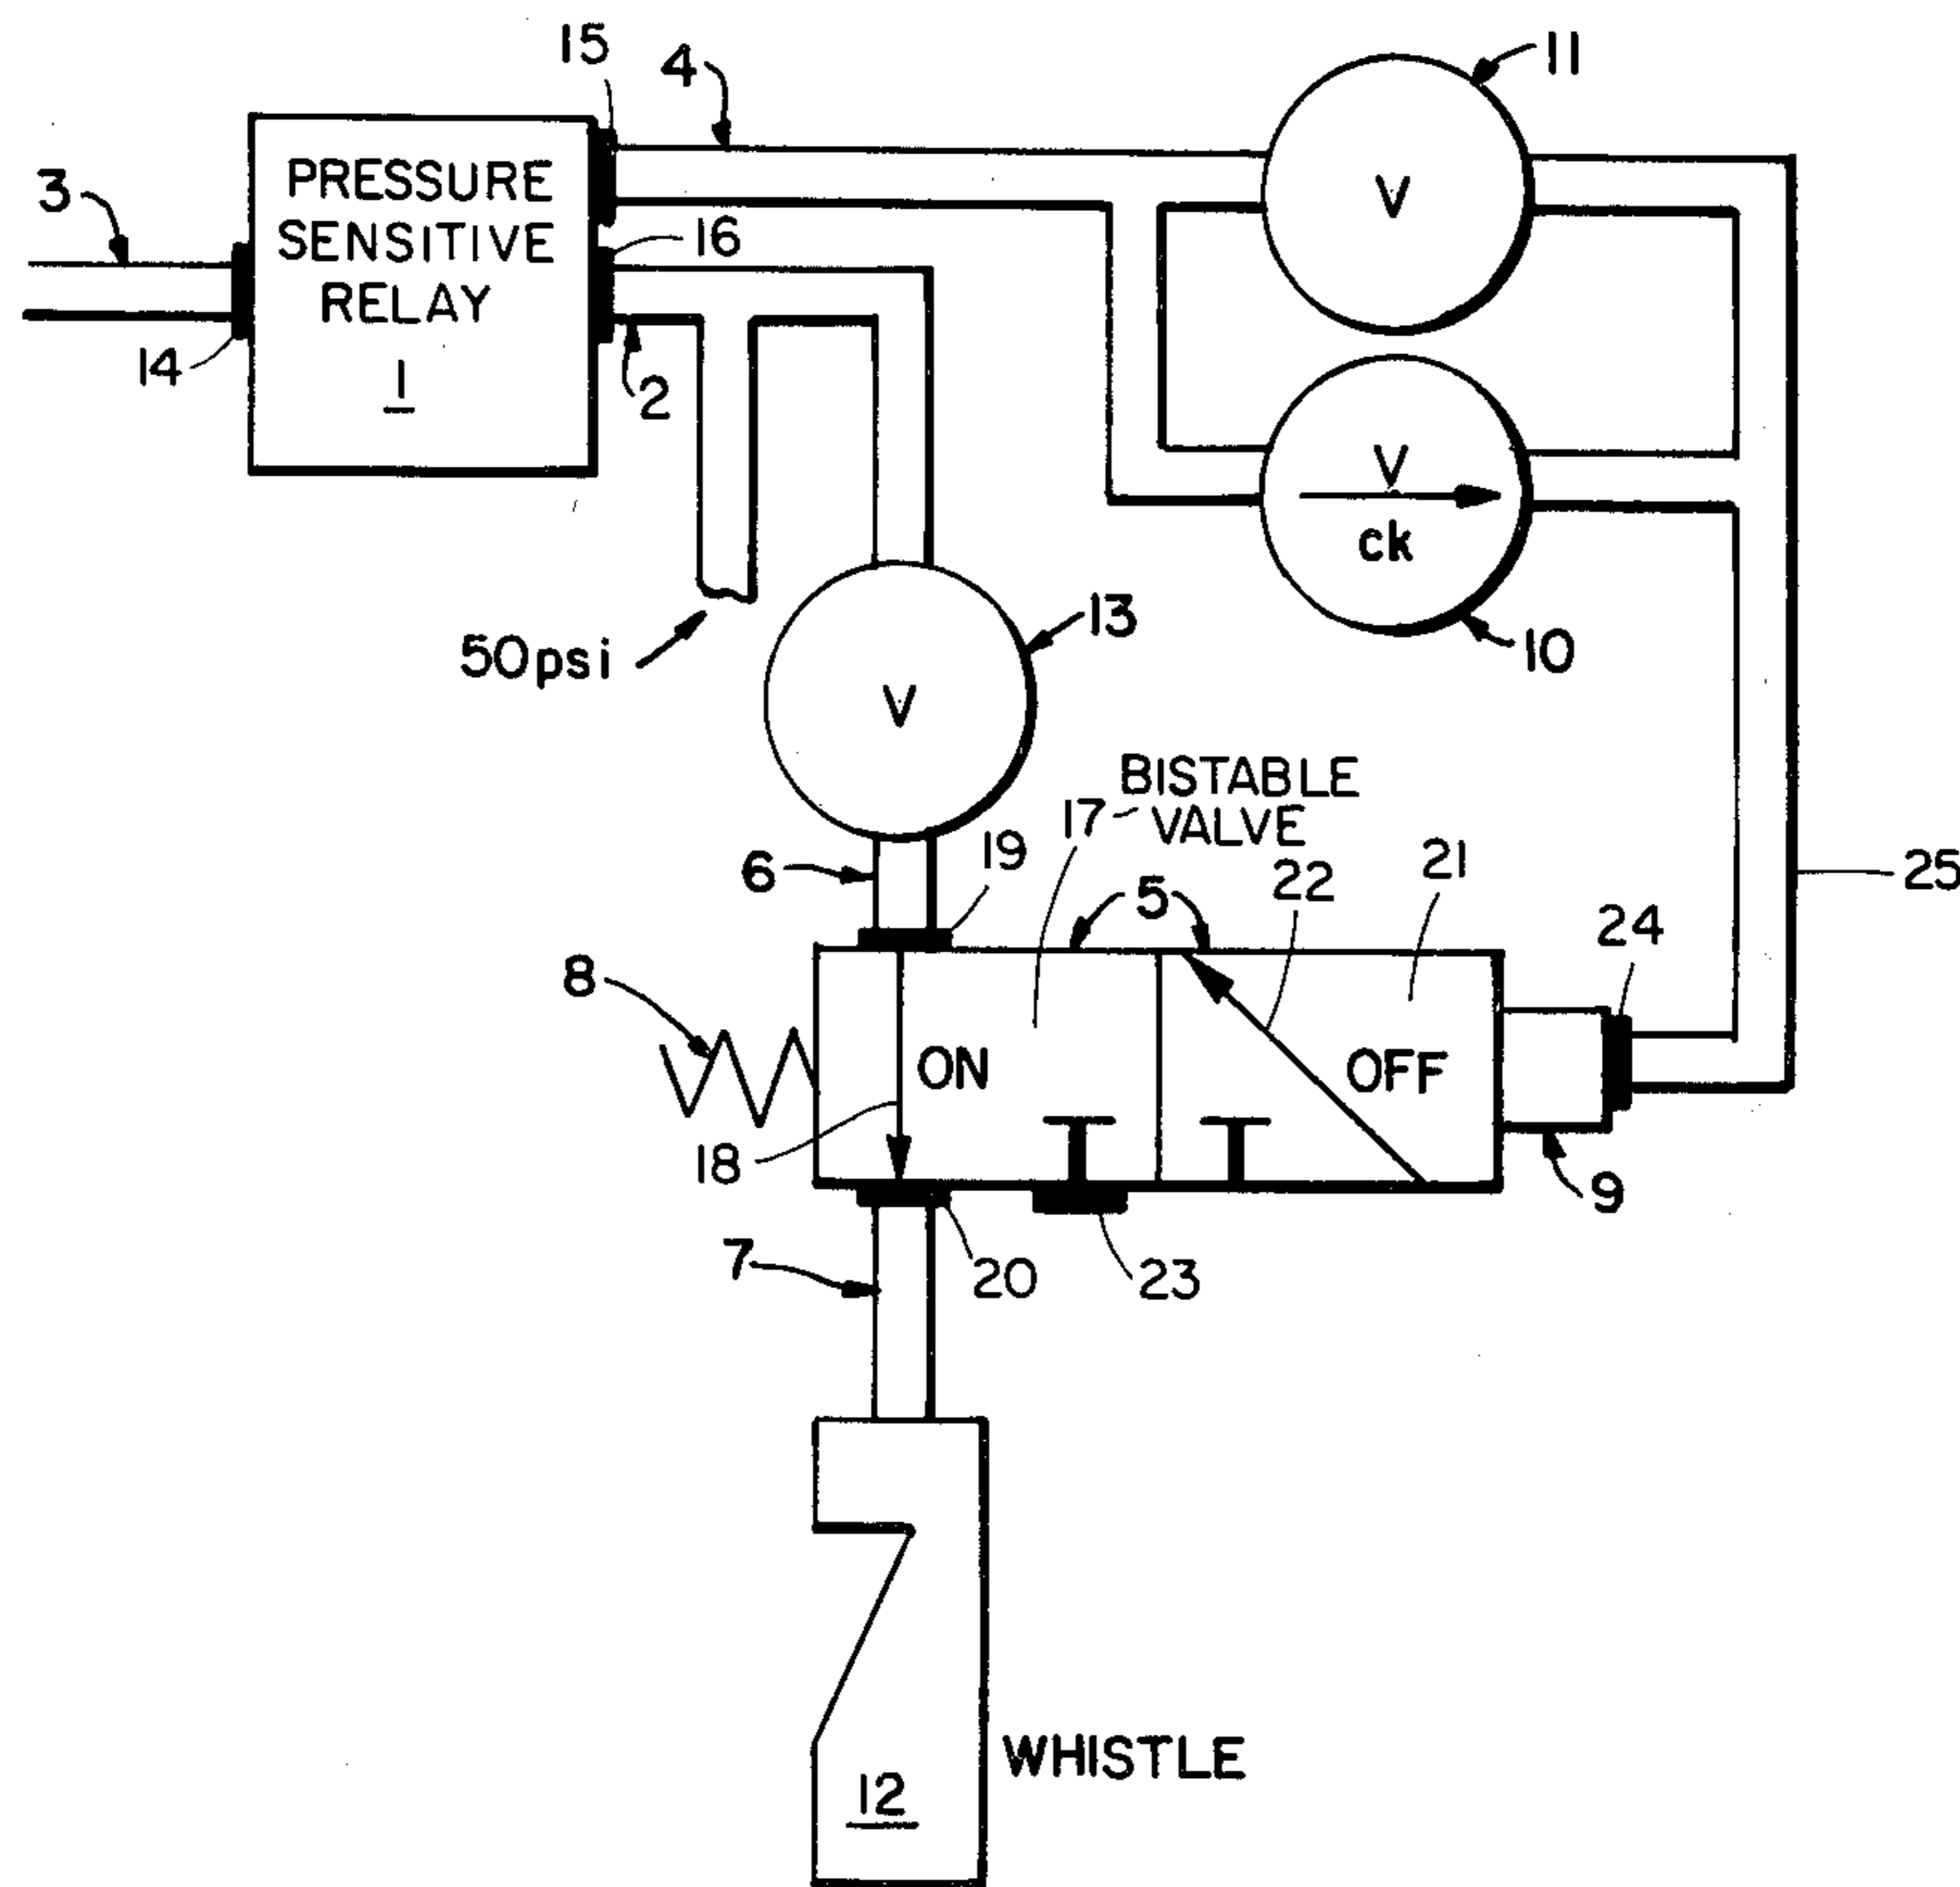 15
4
11
3
PRESSURE
SENSITIVE
RELAY
1
16
14
2
V
V
ck
10
50psi
13
V
BISTABLE
VALVE
17
19
6
5
22
21
25
24
8
ON
OFF
18
9
7
20
23
WHISTLE
12